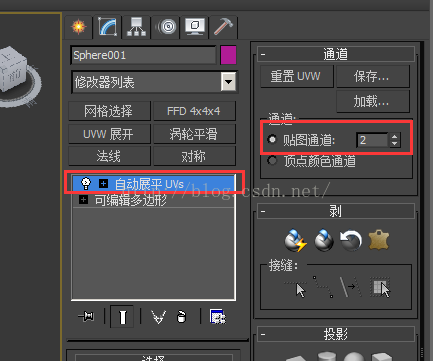 Sphere001
修改器列表
网格选择
FFD 4x4x4
UVW 展开
涡轮平滑
法线
对称
自动展平 UVs
可编辑多边形
通道
重置 UVW
保存...
加载...
通道:
贴图通道:
2
顶点颜色通道
剥
接缝:
投影
选择
http://blog.csdn.net/